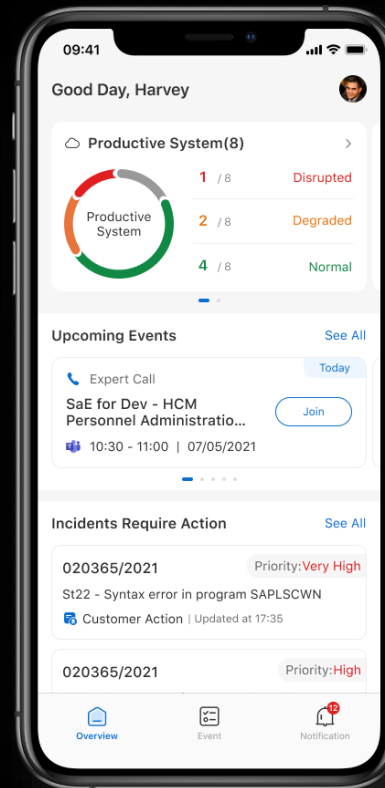 09:41
Good Day, Harvey
Productive System(8)
Productive
System
1 / 8 Disrupted
2 / 8 Degraded
4 / 8 Normal
Upcoming Events See All
Today
Expert Call
SaE for Dev - HCM
Personnel Administratio...
Join
10:30 - 11:00 | 07/05/2021
Incidents Require Action See All
020365/2021 Priority:Very High
St22 - Syntax error in program SAPLSCWN
Customer Action | Updated at 17:35
020365/2021 Priority:High
12
Overview Event Notification